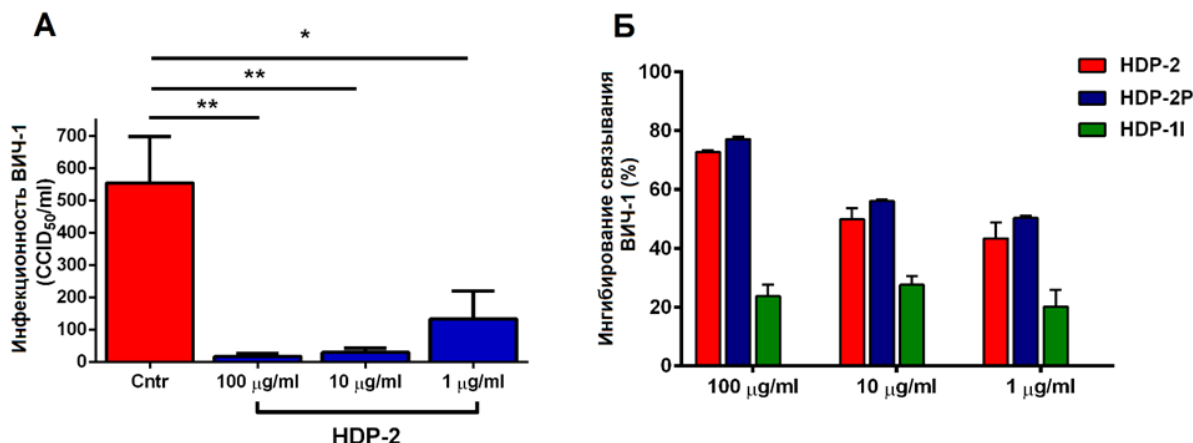 А
Инфекционность ВИЧ-1
(CCID50/ml)
700
600
500
400
300
200
100
0
*
**
**
Cntr
100 μg/ml
10 μg/ml
1 μg/ml
HDP-2
Б
Ингибирование связывания
ВИЧ-1 (%)
100
80
60
40
20
0
100 μg/ml
10 μg/ml
1 μg/ml
HDP-2
HDP-2P
HDP-1I